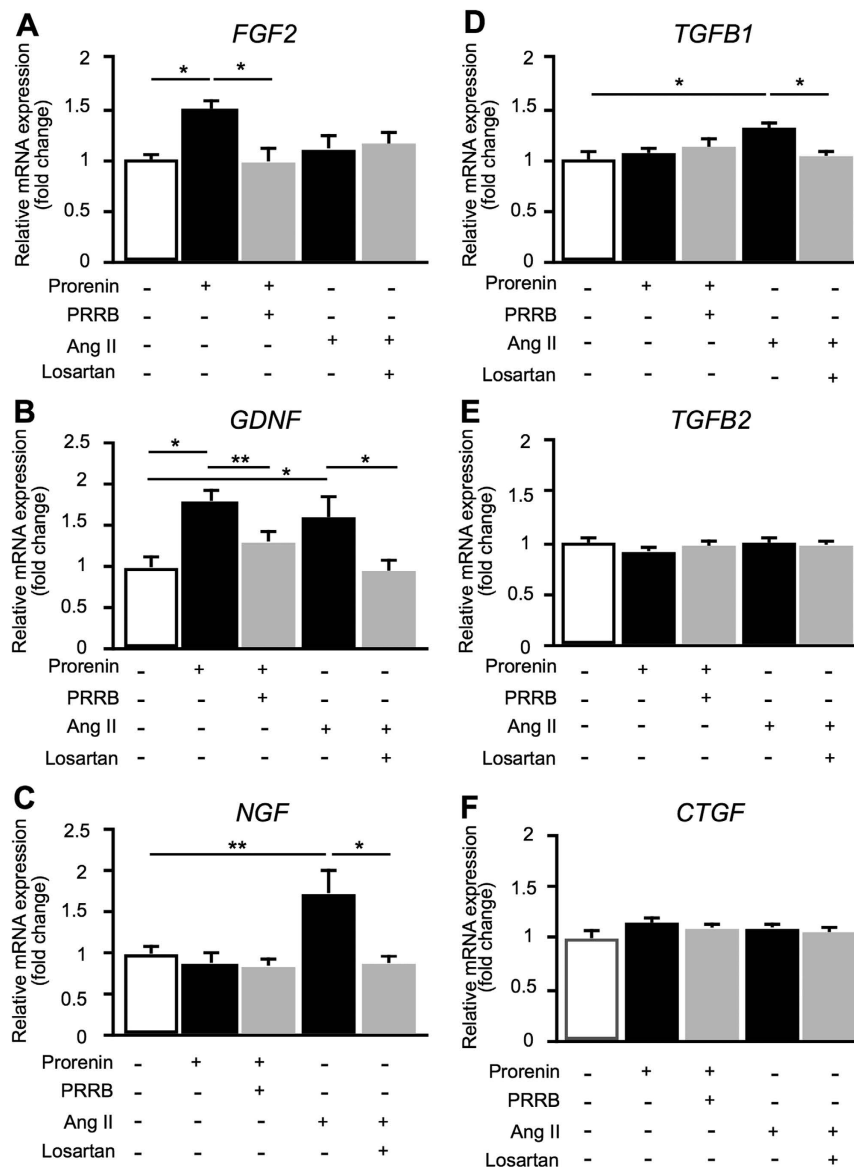 A
FGF2
Relative mRNA expression
(fold change)
2
1.5
1
0.5
0
* *
Prorenin - + + - -
PRRB - - + - -
Ang II - - - + +
Losartan - - - - +
B
GDNF
Relative mRNA expression
(fold change)
2.5
2
1.5
1
0.5
0
* ** * *
Prorenin - + + - -
PRRB - - + - -
Ang II - - - + +
Losartan - - - - +
C
NGF
Relative mRNA expression
(fold change)
2.5
2
1.5
1
0.5
0
** *
Prorenin - + + - -
PRRB - - + - -
Ang II - - - + +
Losartan - - - - +
D
TGFB1
Relative mRNA expression
(fold change)
2
1.5
1
0.5
0
* *
Prorenin - + + - -
PRRB - - + - -
Ang II - - - + +
Losartan - - - - +
E
TGFB2
Relative mRNA expression
(fold change)
2
1.5
1
0.5
0
Prorenin - + + - -
PRRB - - + - -
Ang II - - - + +
Losartan - - - - +
F
CTGF
Relative mRNA expression
(fold change)
2
1.5
1
0.5
0
Prorenin - + + - -
PRRB - - + - -
Ang II - - - + +
Losartan - - - - +